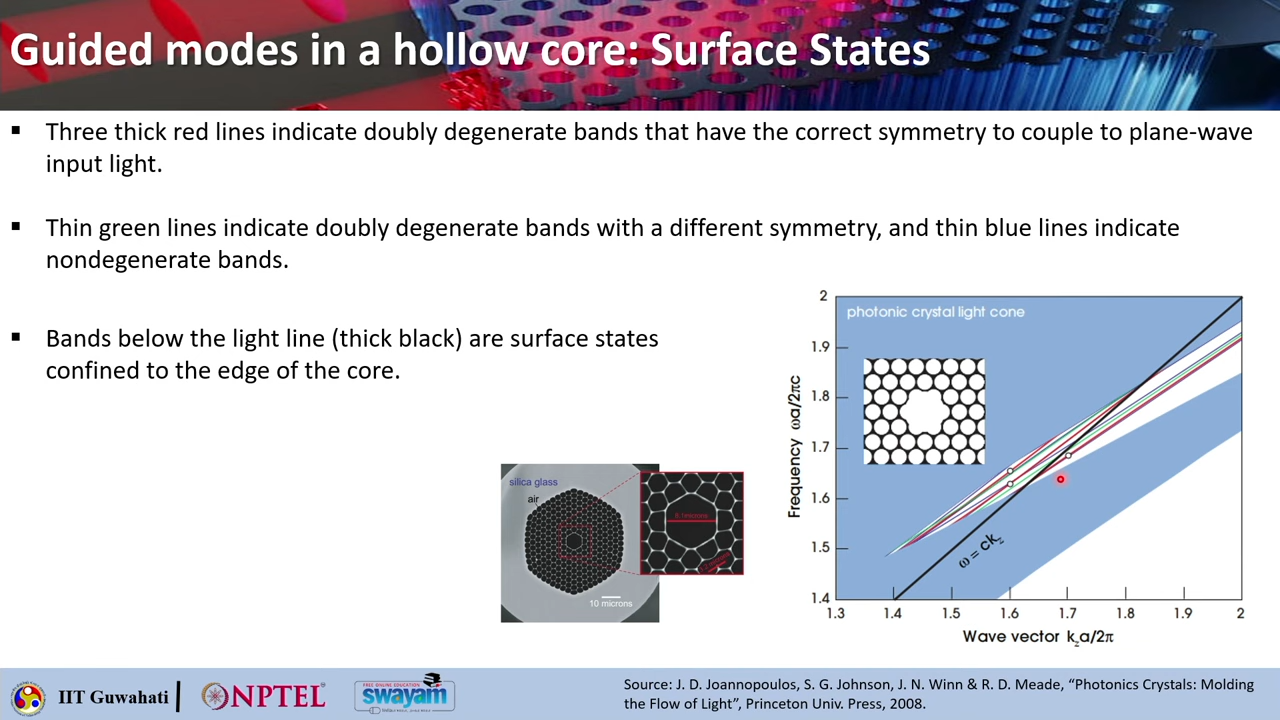 Guided modes in a hollow core: Surface States
▪ Three thick red lines indicate doubly degenerate bands that have the correct symmetry to couple to plane-wave
input light.
▪ Thin green lines indicate doubly degenerate bands with a different symmetry, and thin blue lines indicate
nondegenerate bands.
▪ Bands below the light line (thick black) are surface states
confined to the edge of the core.
silica glass
air
10 microns
photonic crystal light cone
2
1.9
1.8
1.7
1.6
1.5
1.4
Frequency ωa/2πc
ω = ckz
1.3 1.4 1.5 1.6 1.7 1.8 1.9 2
Wave vector kza/2π
IIT Guwahati
NPTEL
FREE ONLINE EDUCATION
swayam
Source: J. D. Joannopoulos, S. G. Johnson, J. N. Winn & R. D. Meade, “Photonics Crystals: Molding
the Flow of Light”, Princeton Univ. Press, 2008.